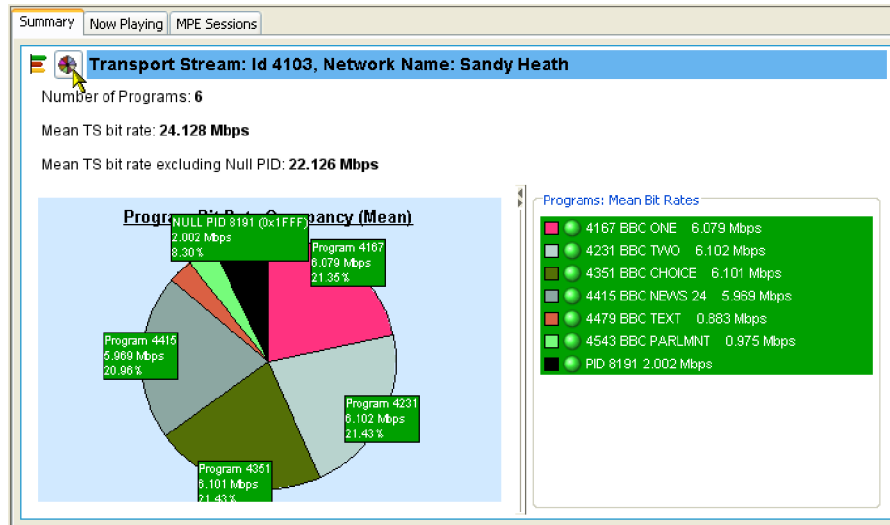 Summary
Now Playing
MPE Sessions
Transport Stream: Id 4103, Network Name: Sandy Heath
Number of Programs: 6
Mean TS bit rate: 24.128 Mbps
Mean TS bit rate excluding Null PID: 22.126 Mbps
(Mean)
NULL PID 8191 (0x1FFF)
2.002 Mbps
8.30 %
Program 4167
6.079 Mbps
21.35 %
Program 4415
5.969 Mbps
20.96 %
Program 4231
6.102 Mbps
21.43 %
Program 4351
6.101 Mbps
21.43 %
Programs: Mean Bit Rates
4167 BBC ONE 6.079 Mbps
4231 BBC TWO 6.102 Mbps
4351 BBC CHOICE 6.101 Mbps
4415 BBC NEWS 24 5.969 Mbps
4479 BBC TEXT 0.883 Mbps
4543 BBC PARLMNT 0.975 Mbps
PID 8191 2.002 Mbps